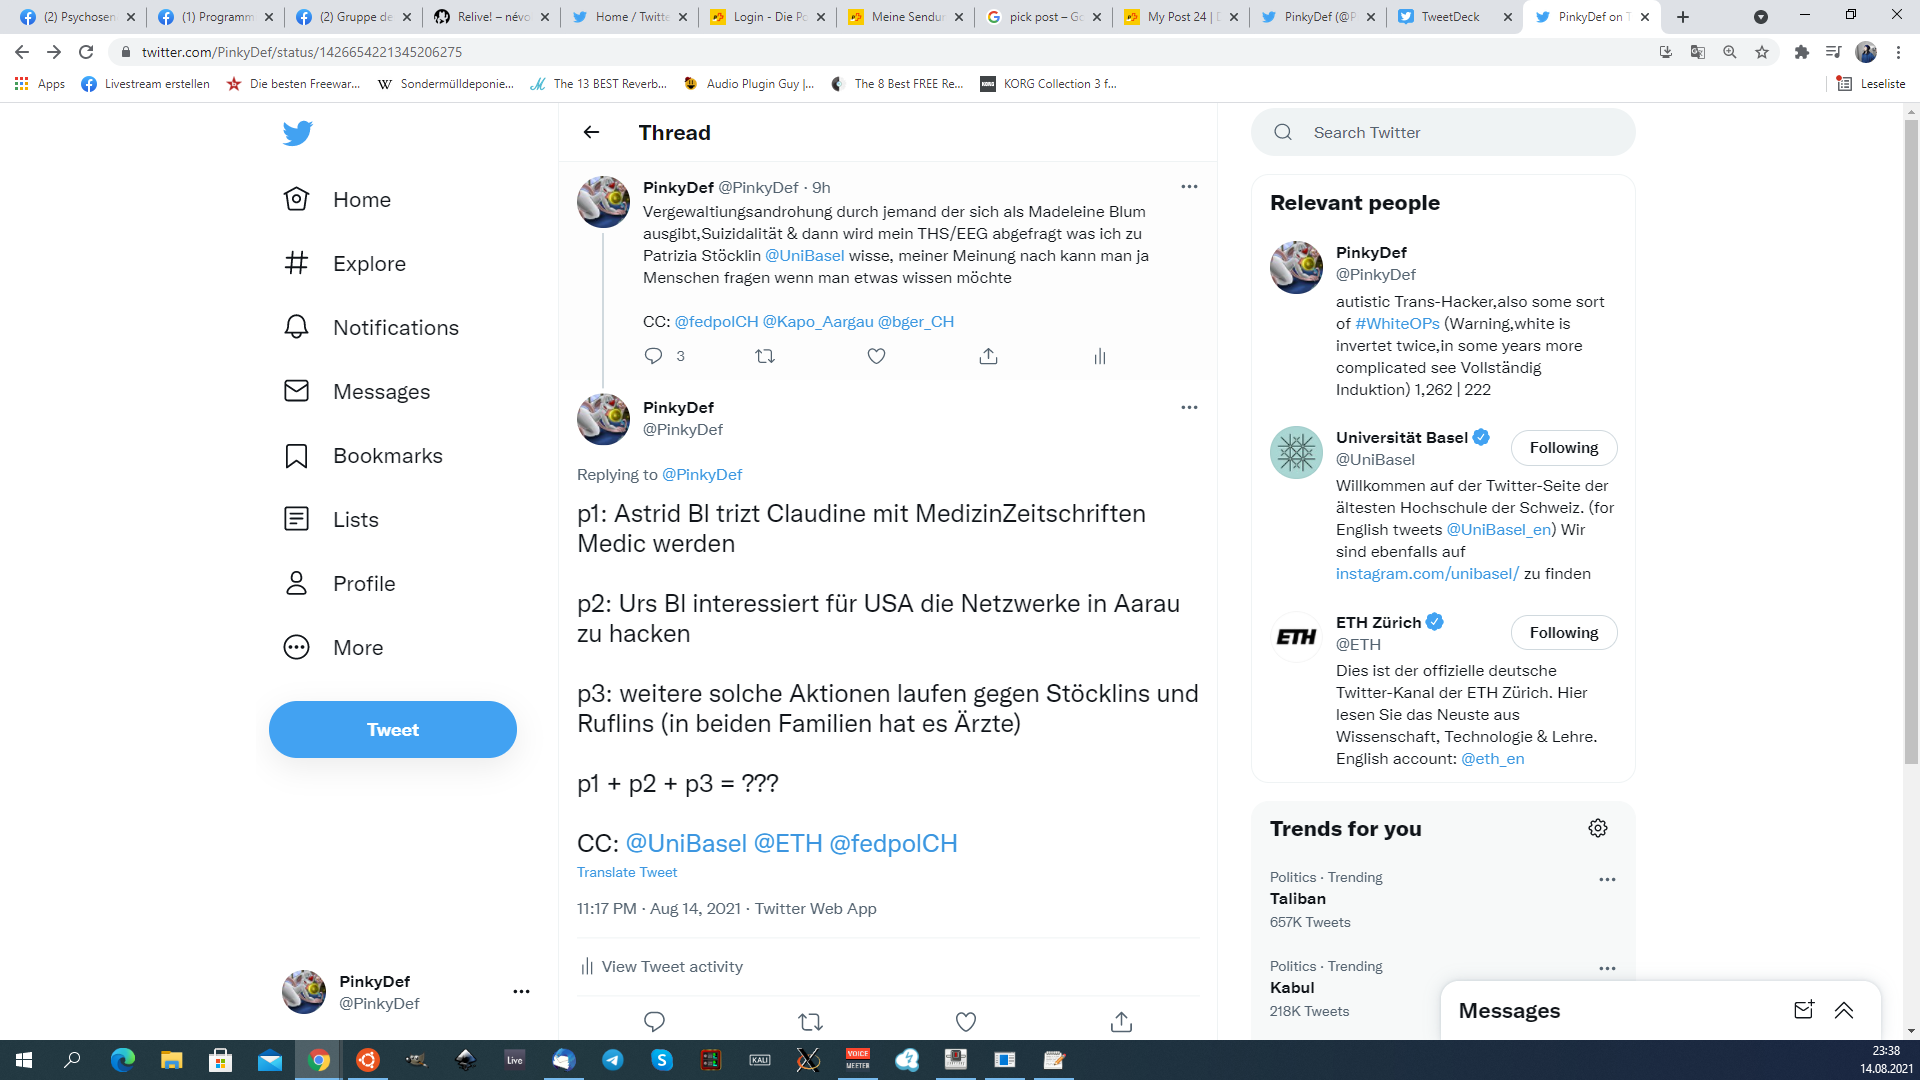 (2) Psychosen
(1) Programm
(2) Gruppe de
Relive! – névo
Home / Twitte
Login - Die Po
Meine Sendun
pick post – Go
My Post 24 | D
PinkyDef (@P
TweetDeck
PinkyDef on T
twitter.com/PinkyDef/status/1426654221345206275
Apps
Livestream erstellen
Die besten Freewar...
Sondermülldeponie...
The 13 BEST Reverb...
Audio Plugin Guy |...
The 8 Best FREE Re...
KORG Collection 3 f...
Leseliste
Home
Explore
Notifications
Messages
Bookmarks
Lists
Profile
More
Tweet
PinkyDef
@PinkyDef
Thread
PinkyDef @PinkyDef · 9h
Vergewaltiungsandrohung durch jemand der sich als Madeleine Blum
ausgibt,Suizidalität & dann wird mein THS/EEG abgefragt was ich zu
Patrizia Stöcklin @UniBasel wisse, meiner Meinung nach kann man ja
Menschen fragen wenn man etwas wissen möchte
CC: @fedpolCH @Kapo_Aargau @bger_CH
3
PinkyDef
@PinkyDef
Replying to @PinkyDef
p1: Astrid Bl trizt Claudine mit MedizinZeitschriften
Medic werden
p2: Urs Bl interessiert für USA die Netzwerke in Aarau
zu hacken
p3: weitere solche Aktionen laufen gegen Stöcklins und
Ruflins (in beiden Familien hat es Ärzte)
p1 + p2 + p3 = ???
CC: @UniBasel @ETH @fedpolCH
Translate Tweet
11:17 PM · Aug 14, 2021 · Twitter Web App
View Tweet activity
Search Twitter
Relevant people
PinkyDef
@PinkyDef
autistic Trans-Hacker,also some sort
of #WhiteOPs (Warning,white is
invertet twice,in some years more
complicated see Vollständig
Induktion) 1,262 | 222
Universität Basel
@UniBasel
Following
Willkommen auf der Twitter-Seite der
ältesten Hochschule der Schweiz. (for
English tweets @UniBasel_en) Wir
sind ebenfalls auf
instagram.com/unibasel/ zu finden
ETH
ETH Zürich
@ETH
Following
Dies ist der offizielle deutsche
Twitter-Kanal der ETH Zürich. Hier
lesen Sie das Neuste aus
Wissenschaft, Technologie & Lehre.
English account: @eth_en
Trends for you
Politics · Trending
Taliban
657K Tweets
Politics · Trending
Kabul
218K Tweets
Messages
Live
KALI
VOICE
MEETER
23:38
14.08.2021